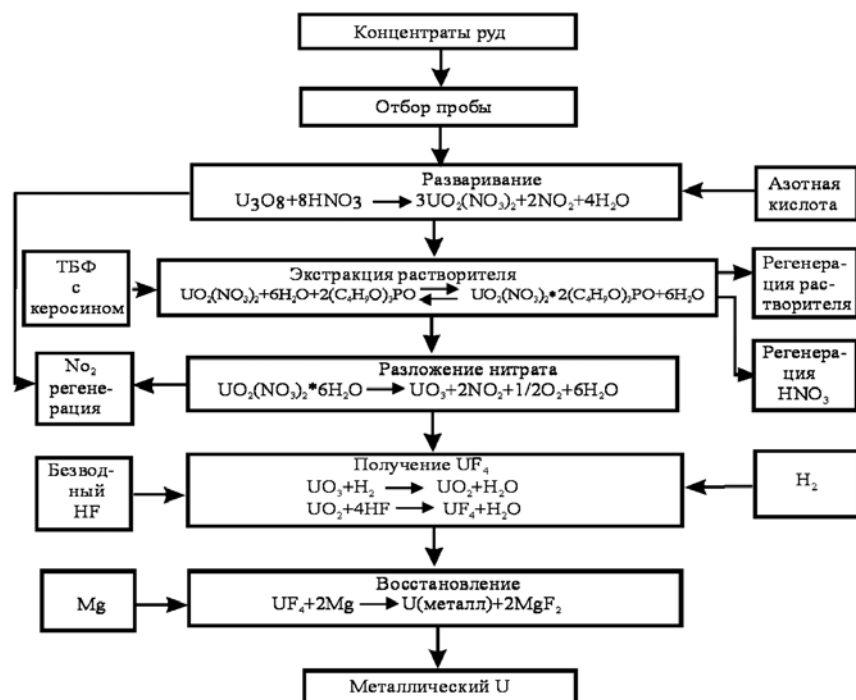 Концентраты руд
Отбор пробы
Разваривание
U₃O₈+8HNO₃ → 3UO₂(NO₃)₂+2NO₂+4H₂O
Азотная
кислота
ТБФ
с
керосином
Экстракция растворителя
UO₂(NO₃)₂+6H₂O+2(C₄H₉O)₃PO ⇄ UO₂(NO₃)₂*2(C₄H₉O)₃PO+6H₂O
Регенера-
ция рас-
творителя
No₂
регене-
рация
Разложение нитрата
UO₂(NO₃)₂*6H₂O → UO₃+2NO₂+1/2O₂+6H₂O
Регенера-
ция
HNO₃
Безвод-
ный
HF
Получение UF₄
UO₃+H₂ → UO₂+H₂O
UO₂+4HF → UF₄+H₂O
H₂
Mg
Восстановление
UF₄+2Mg → U(металл)+2MgF₂
Металлический U